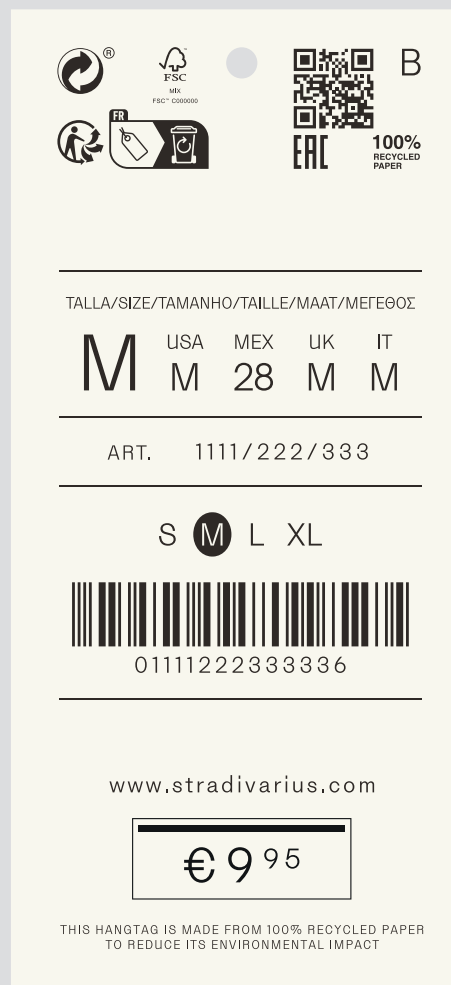 ®
FSC
MIX
FSC™ C000000
B
FR
EAC
100%
RECYCLED
PAPER
TALLA/SIZE/TAMANHO/TAILLE/MAAT/ΜΕΓΕΘΟΣ
M
USA MEX UK IT
M 28 M M
ART. 1111/222/333
S M L XL
01111222333336
www.stradivarius.com
€ 9 95
THIS HANGTAG IS MADE FROM 100% RECYCLED PAPER
TO REDUCE ITS ENVIRONMENTAL IMPACT